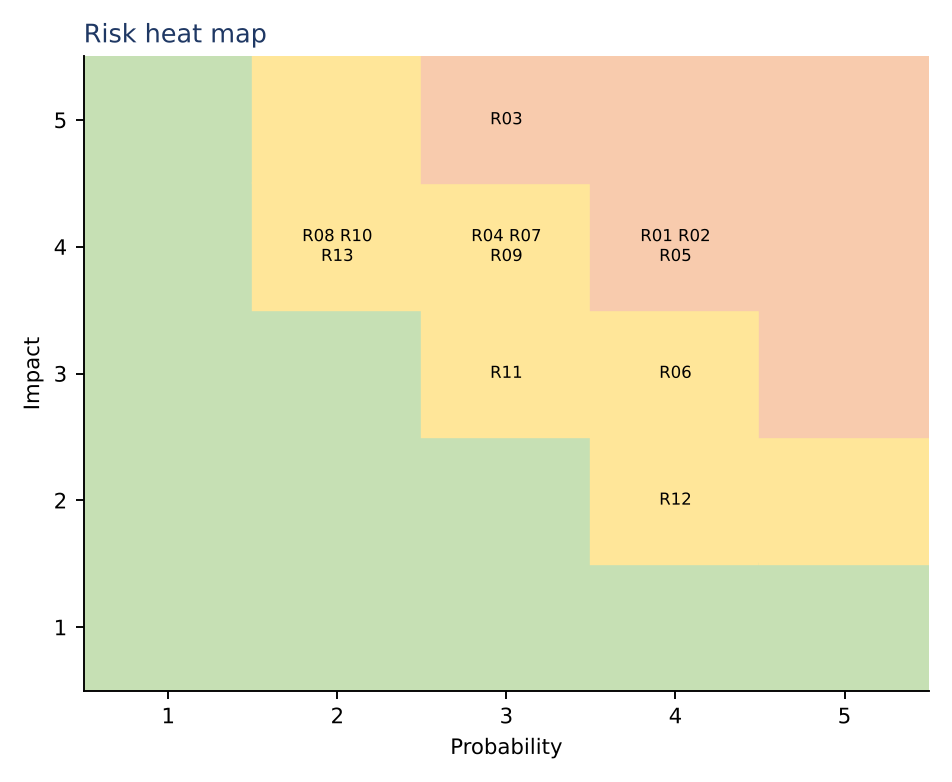 Risk heat map
5
R03
4
R08 R10
R13
R04 R07
R09
R01 R02
R05
Impact
3
R11
R06
2
R12
1
1
2
3
4
5
Probability